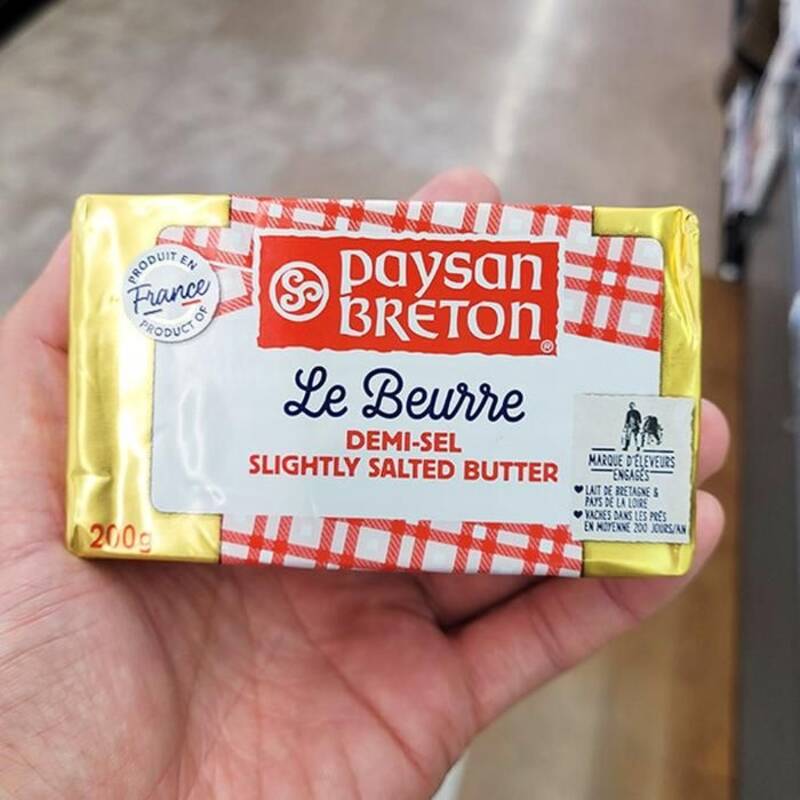 PRODUIT EN
France
PRODUCT OF
paysan
BRETON®
Le Beurre
DEMI-SEL
SLIGHTLY SALTED BUTTER
MARQUE D'ÉLEVEURS
ENGAGÉS
LAIT DE BRETAGNE &
PAYS DE LA LOIRE
VACHES DANS LES PRÉS
EN MOYENNE 200 JOURS/AN
200g